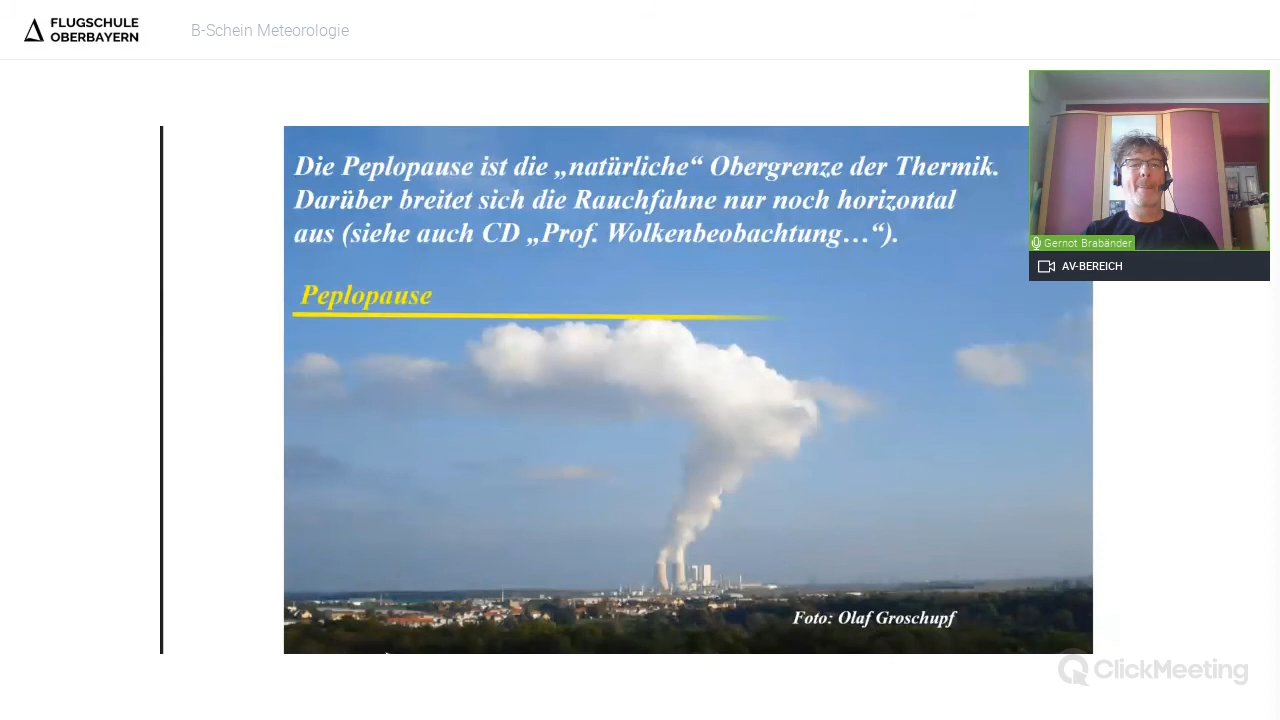 FLUGSCHULE
OBERBAYERN
B-Schein Meteorologie
Die Peplopause ist die „natürliche“ Obergrenze der Thermik.
Darüber breitet sich die Rauchfahne nur noch horizontal
aus (siehe auch CD „Prof. Wolkenbeobachtung…“).
Peplopause
Foto: Olaf Groschupf
Gernot Brabänder
AV-BEREICH
ClickMeeting